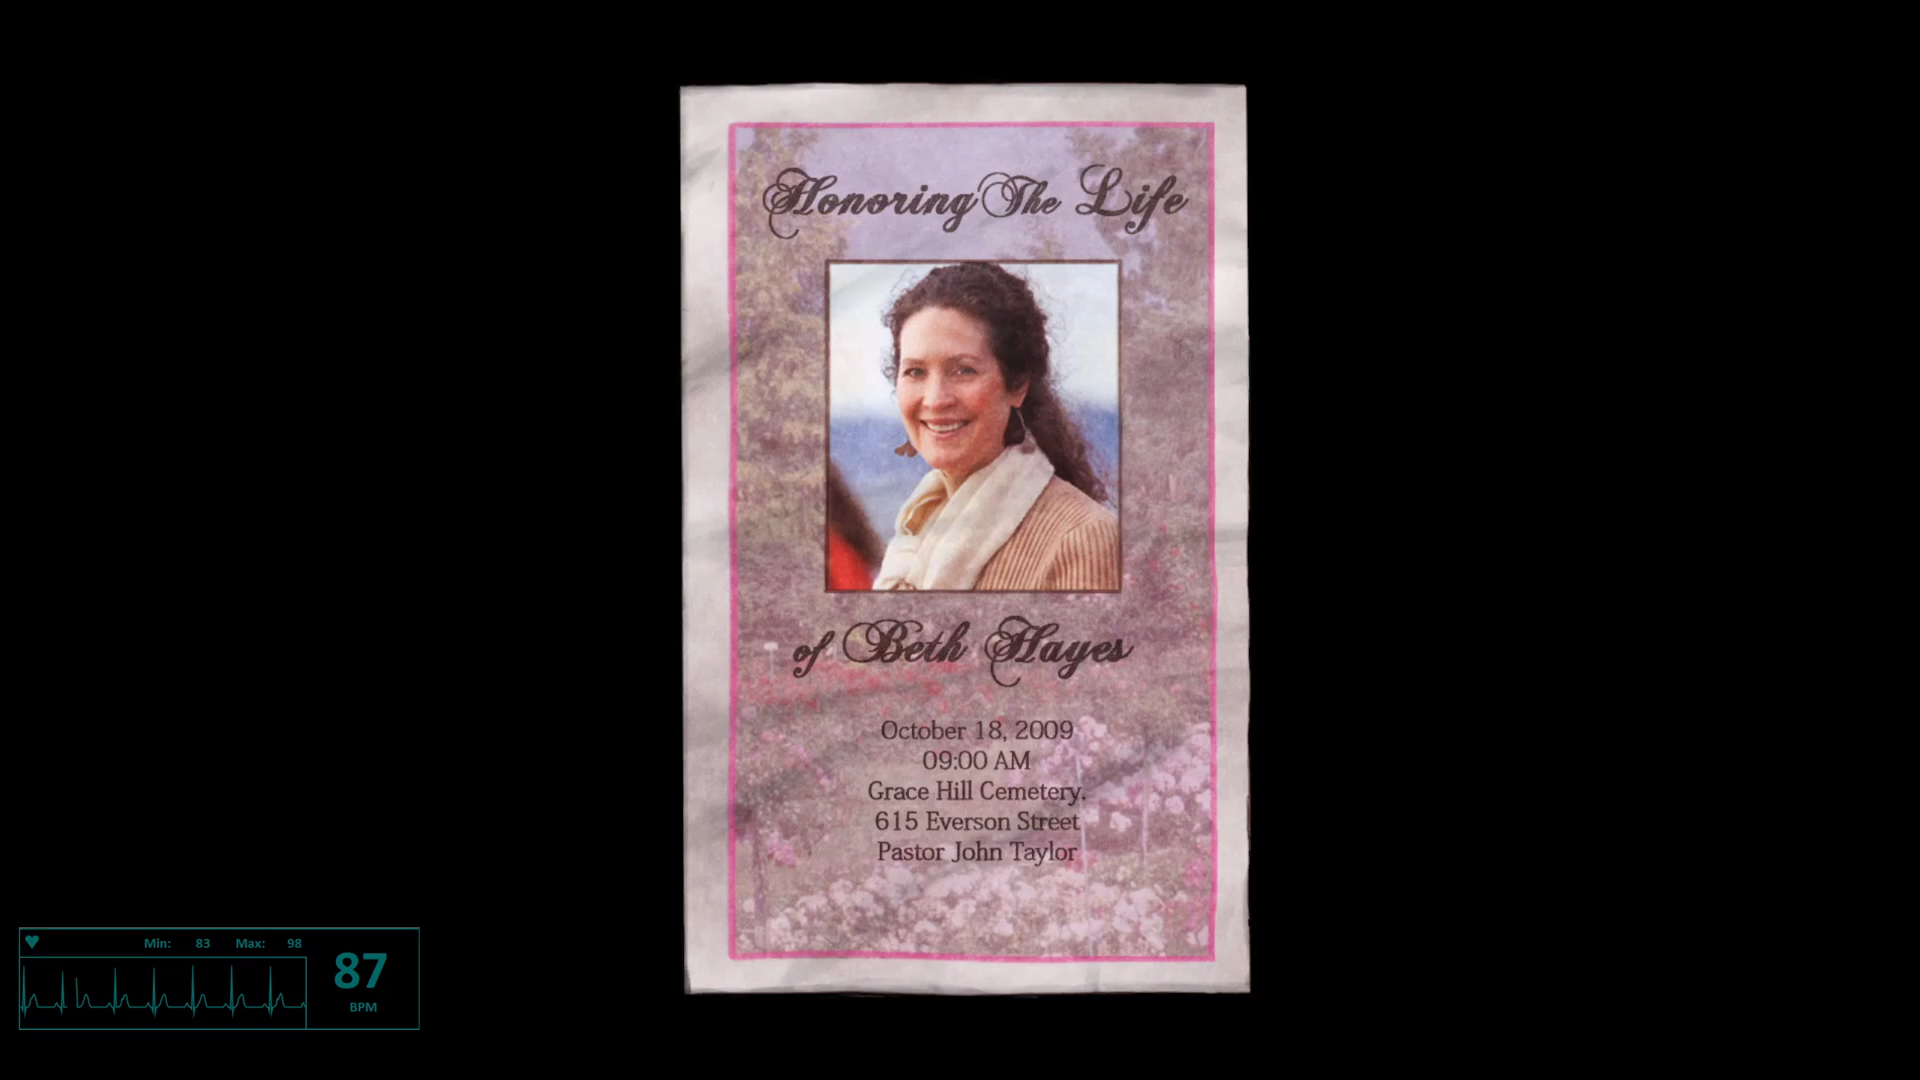 Honoring The Life
of Beth Hayes
October 18, 2009
09:00 AM
Grace Hill Cemetery.
615 Everson Street
Pastor John Taylor
Min: 83 Max: 98
87
BPM